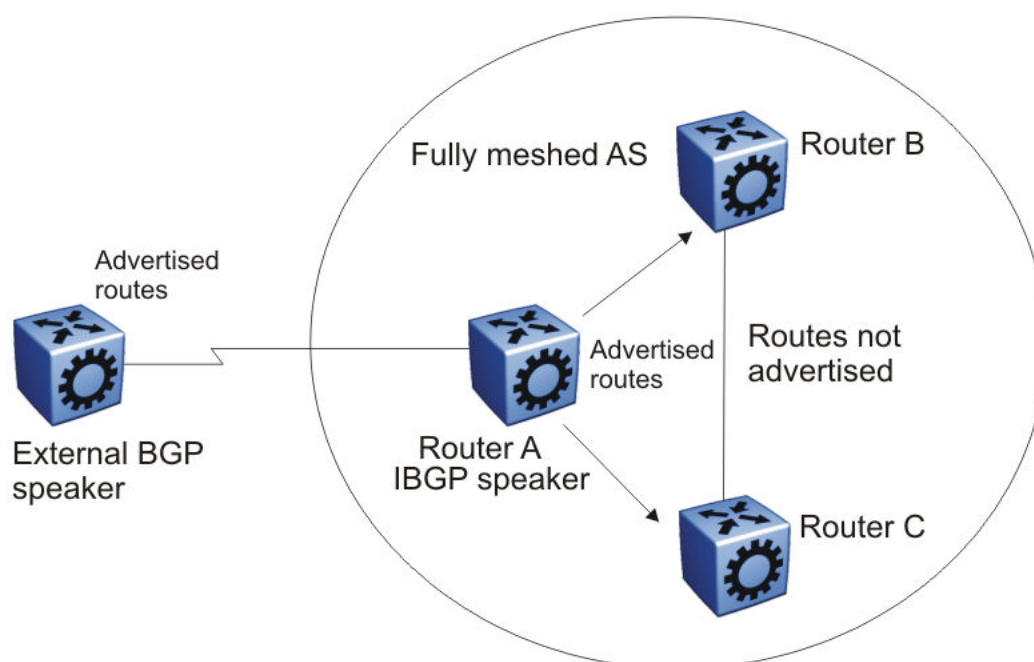 Fully meshed AS
Router B
Advertised
routes
Advertised
routes
Routes not
advertised
External BGP
speaker
Router A
IBGP speaker
Router C